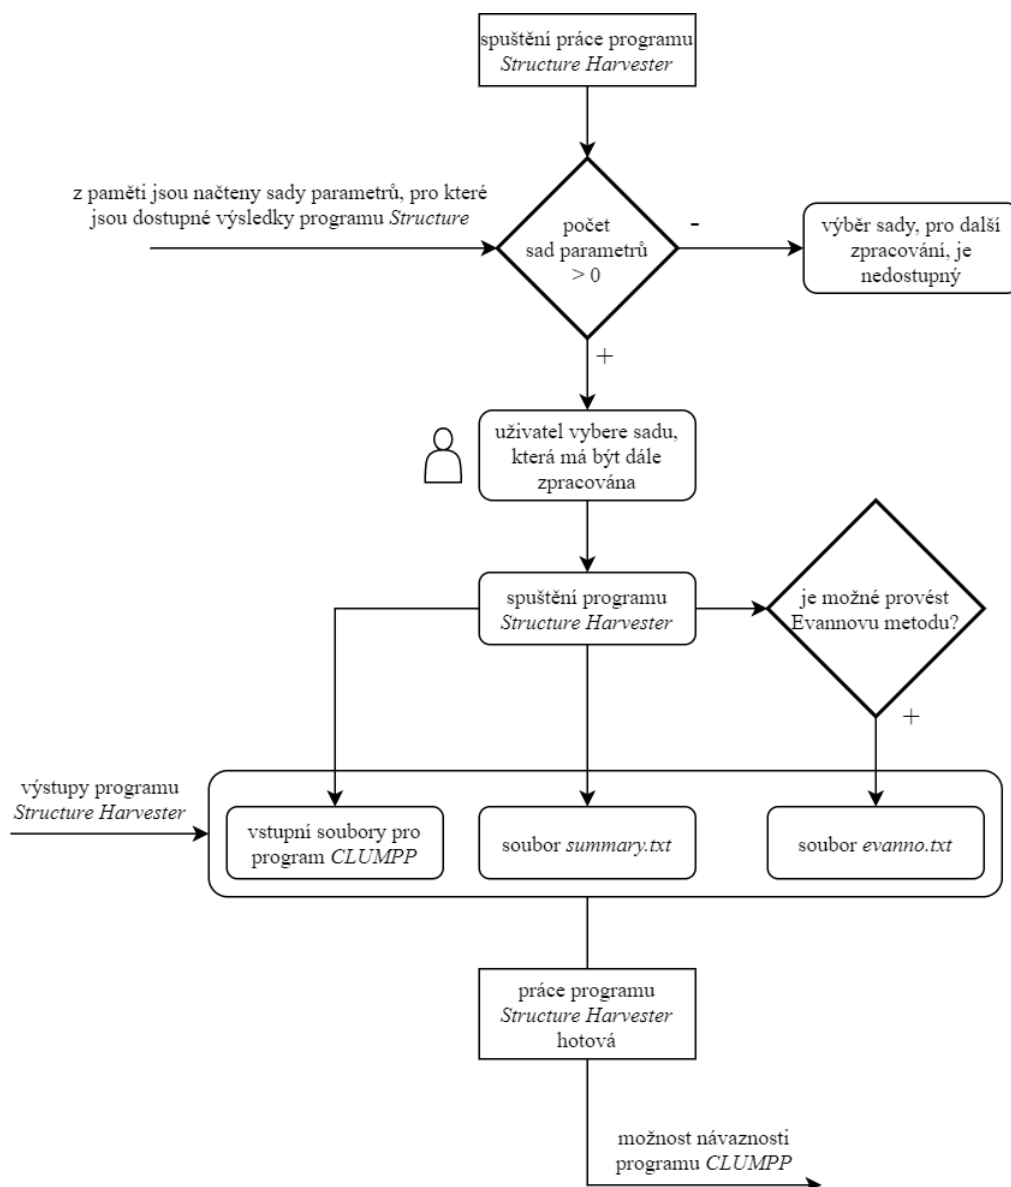 spuštění práce programu
Structure Harvester
z paměti jsou načteny sady parametrů, pro které
jsou dostupné výsledky programu Structure
počet
sad parametrů
> 0
-
výběr sady, pro další
zpracování, je
nedostupný
+
uživatel vybere sadu,
která má být dále
zpracována
spuštění programu
Structure Harvester
je možné provést
Evannovu metodu?
+
výstupy programu
Structure Harvester
vstupní soubory pro
program CLUMPP
soubor summary.txt
soubor evanno.txt
práce programu
Structure Harvester
hotová
možnost návaznosti
programu CLUMPP